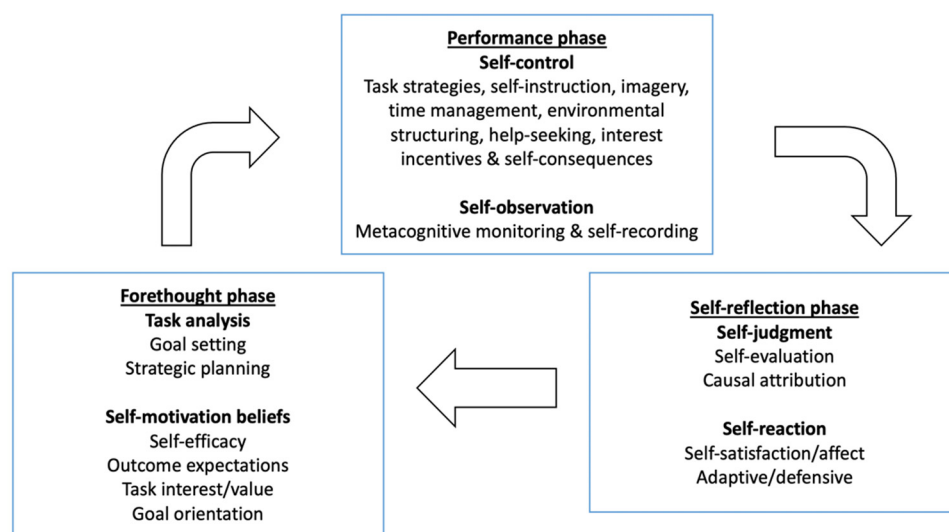 Performance phase
Self-control
Task strategies, self-instruction, imagery,
time management, environmental
structuring, help-seeking, interest
incentives & self-consequences
Self-observation
Metacognitive monitoring & self-recording
Forethought phase
Task analysis
Goal setting
Strategic planning
Self-motivation beliefs
Self-efficacy
Outcome expectations
Task interest/value
Goal orientation
Self-reflection phase
Self-judgment
Self-evaluation
Causal attribution
Self-reaction
Self-satisfaction/affect
Adaptive/defensive